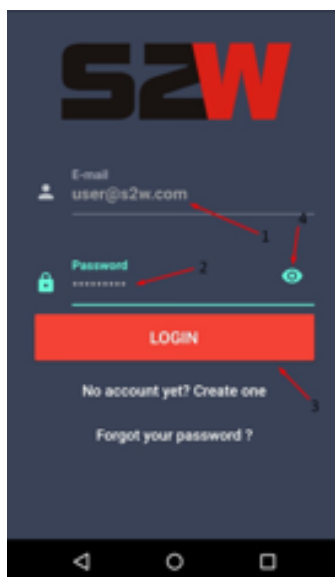 S2W
E-mail
user@s2w.com
4
1
Password
2
•••••••••
LOGIN
3
No account yet? Create one
Forgot your password ?